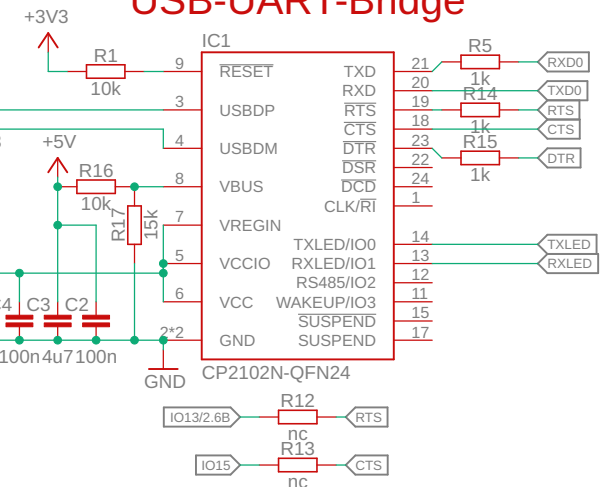 USB-UART-Bridge
+3V3
IC1
R1
10k
9
RESET
3
USBDP
4
USBDM
+5V
R16
10k
8
VBUS
R17
15k
7
VREGIN
5
VCCIO
6
VCC
2*2
GND
C3
C2
100n
4u7
100n
GND
TXD
21
RXD
20
RTS
19
CTS
18
DTR
23
DSR
22
DCD
24
CLK/RI
1
TXLED/IO0
14
RXLED/IO1
13
RS485/IO2
12
WAKEUP/IO3
11
SUSPEND
15
SUSPEND
17
R5
1k
RXD0
TXD0
R14
1k
RTS
CTS
R15
1k
DTR
TXLED
RXLED
CP2102N-QFN24
IO13/2.6B
R12
nc
RTS
IO15
R13
nc
CTS